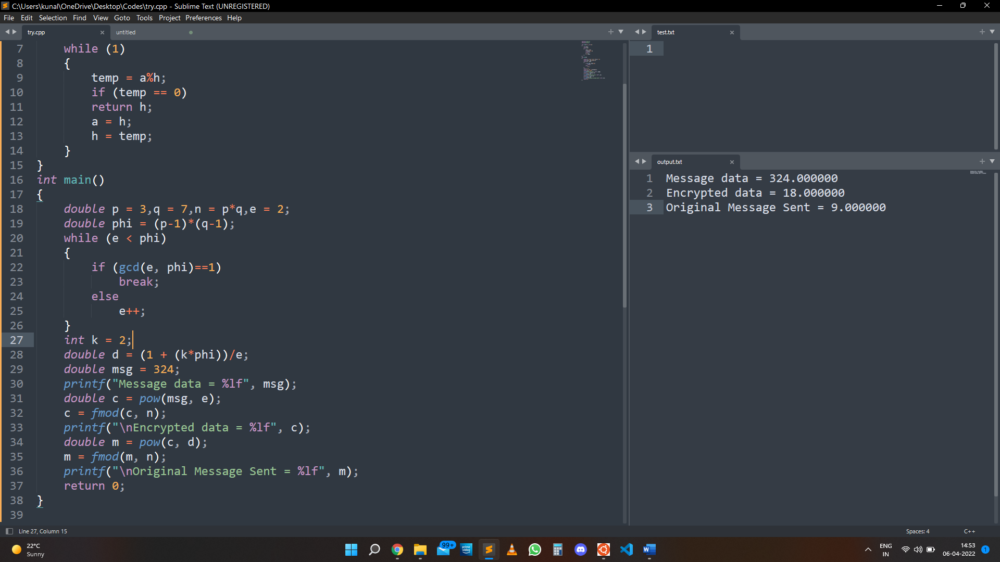 C:\Users\kunal\OneDrive\Desktop\Codes\try.cpp - Sublime Text (UNREGISTERED)
File Edit Selection Find View Goto Tools Project Preferences Help
try.cpp
untitled
7 while (1)
8 {
9 temp = a%h;
10 if (temp == 0)
11 return h;
12 a = h;
13 h = temp;
14 }
15 }
16 int main()
17 {
18 double p = 3,q = 7,n = p*q,e = 2;
19 double phi = (p-1)*(q-1);
20 while (e < phi)
21 {
22 if (gcd(e, phi)==1)
23 break;
24 else
25 e++;
26 }
27 int k = 2;
28 double d = (1 + (k*phi))/e;
29 double msg = 324;
30 printf("Message data = %lf", msg);
31 double c = pow(msg, e);
32 c = fmod(c, n);
33 printf("\nEncrypted data = %lf", c);
34 double m = pow(c, d);
35 m = fmod(m, n);
36 printf("\nOriginal Message Sent = %lf", m);
37 return 0;
38 }
39
test.txt
1
output.txt
1 Message data = 324.000000
2 Encrypted data = 18.000000
3 Original Message Sent = 9.000000
Line 27, Column 15
Spaces: 4
C++
22°C
Sunny
99+
prime video
ENG
IN
14:53
06-04-2022
1